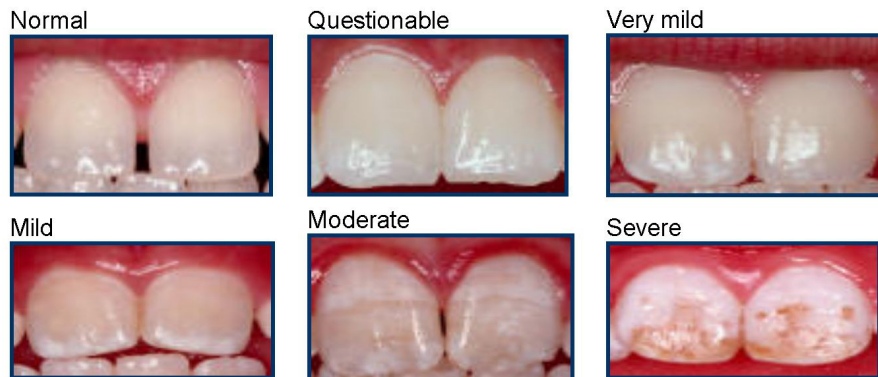 Normal
Questionable
Very mild
Mild
Moderate
Severe